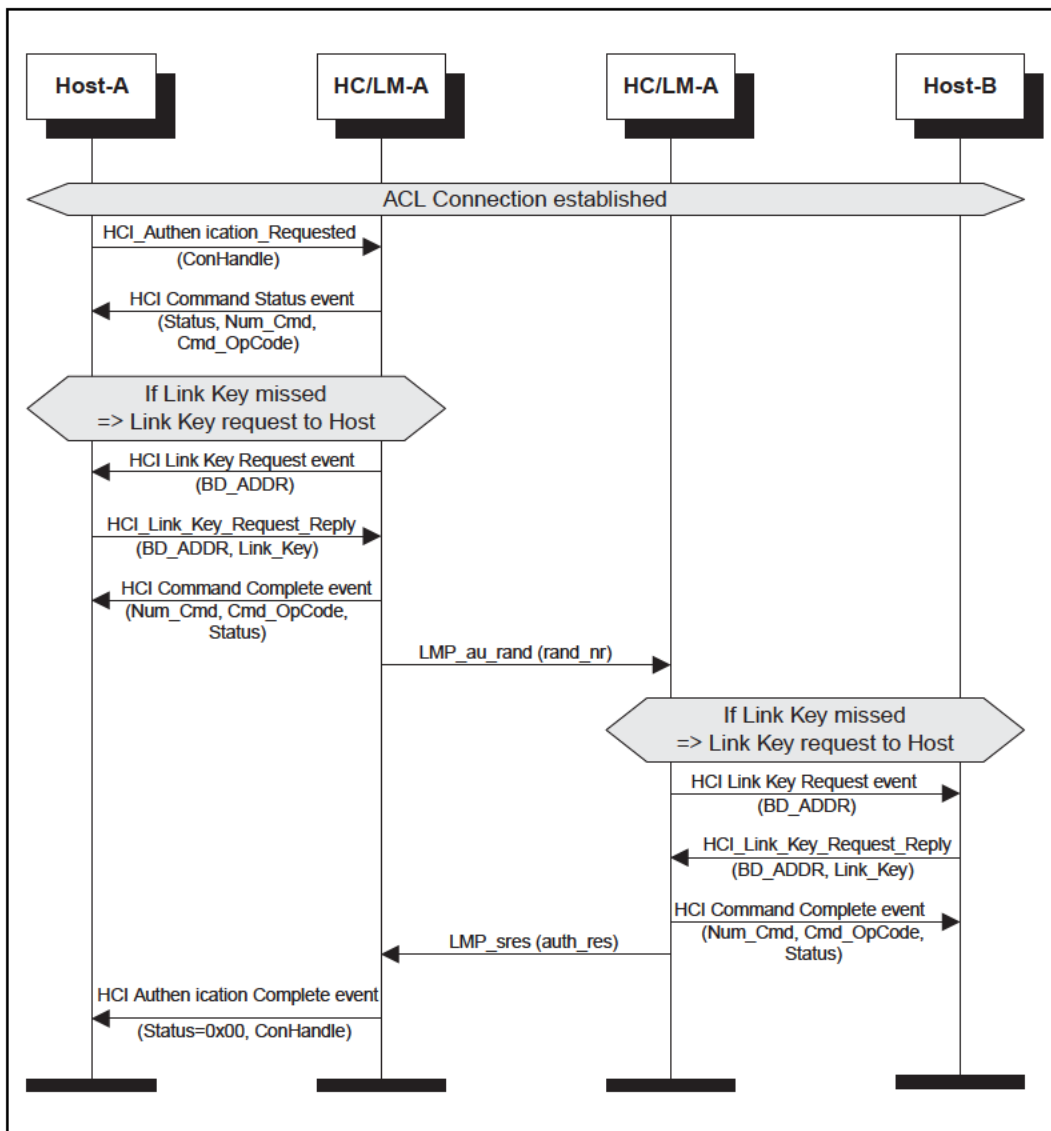 Host-A
HC/LM-A
HC/LM-A
Host-B
ACL Connection established
HCI_Authen ication_Requested
(ConHandle)
HCI Command Status event
(Status, Num_Cmd,
Cmd_OpCode)
If Link Key missed
=> Link Key request to Host
HCI Link Key Request event
(BD_ADDR)
HCI_Link_Key_Request_Reply
(BD_ADDR, Link_Key)
HCI Command Complete event
(Num_Cmd, Cmd_OpCode,
Status)
LMP_au_rand (rand_nr)
If Link Key missed
=> Link Key request to Host
HCI Link Key Request event
(BD_ADDR)
HCI_Link_Key_Request_Reply
(BD_ADDR, Link_Key)
HCI Command Complete event
(Num_Cmd, Cmd_OpCode,
Status)
LMP_sres (auth_res)
HCI Authen ication Complete event
(Status=0x00, ConHandle)